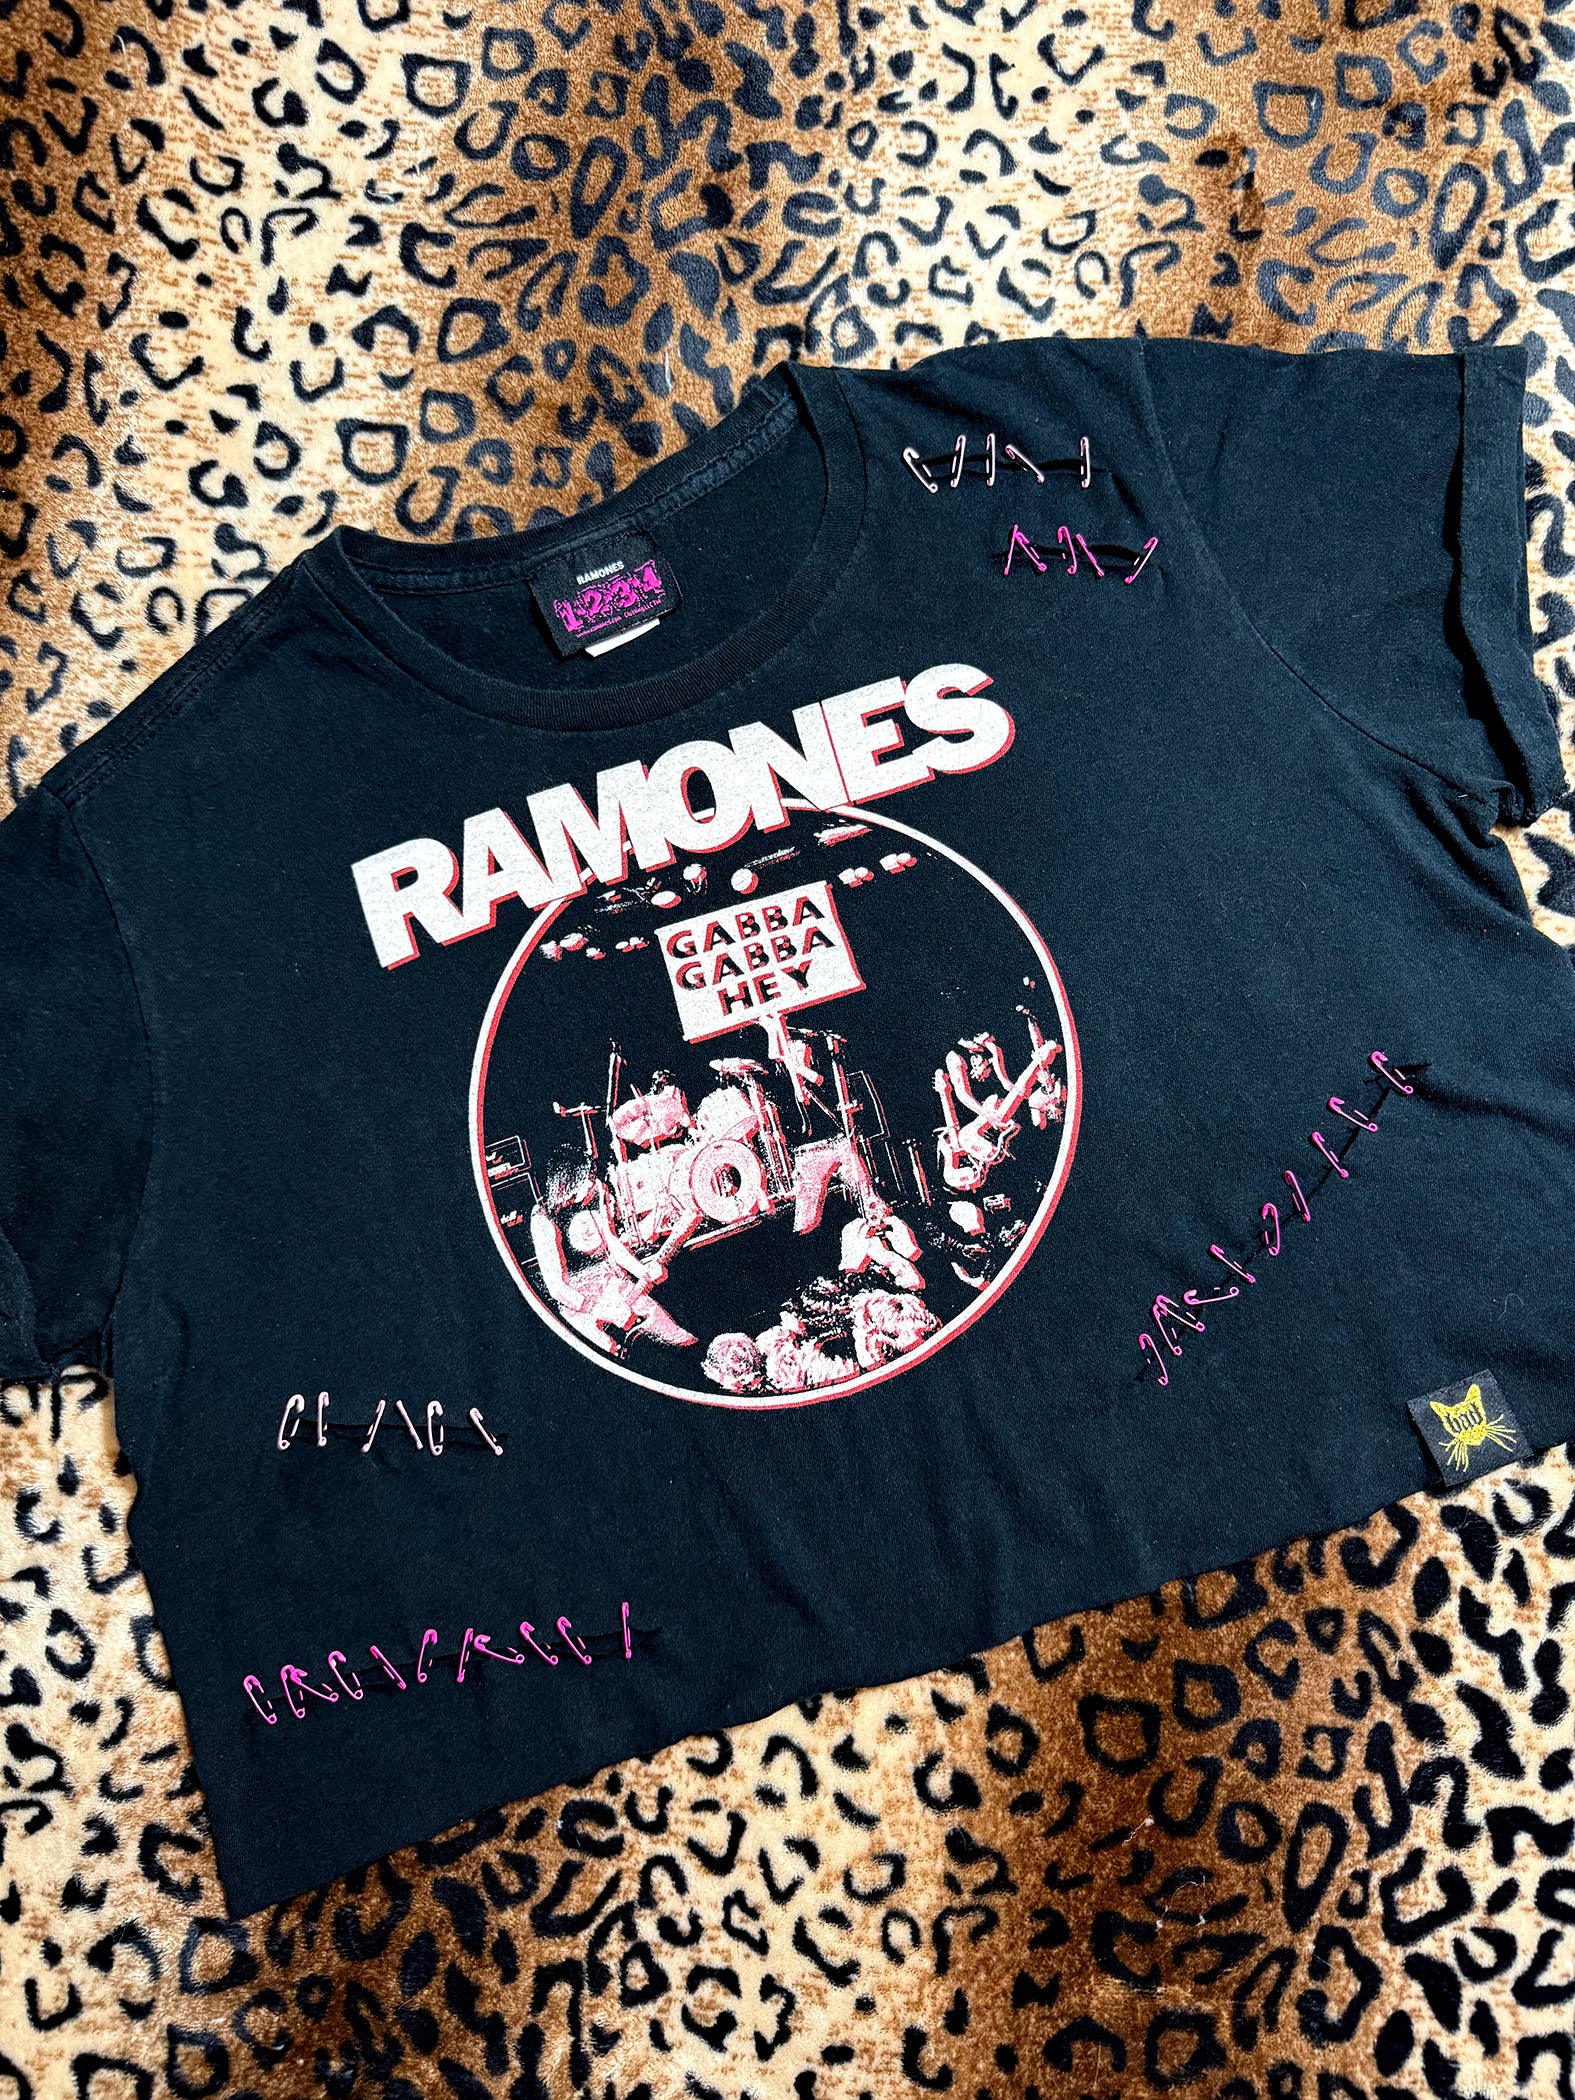 RAMONES
1-2-3-4
RAMONES
GABBA
GABBA
HEY
bad